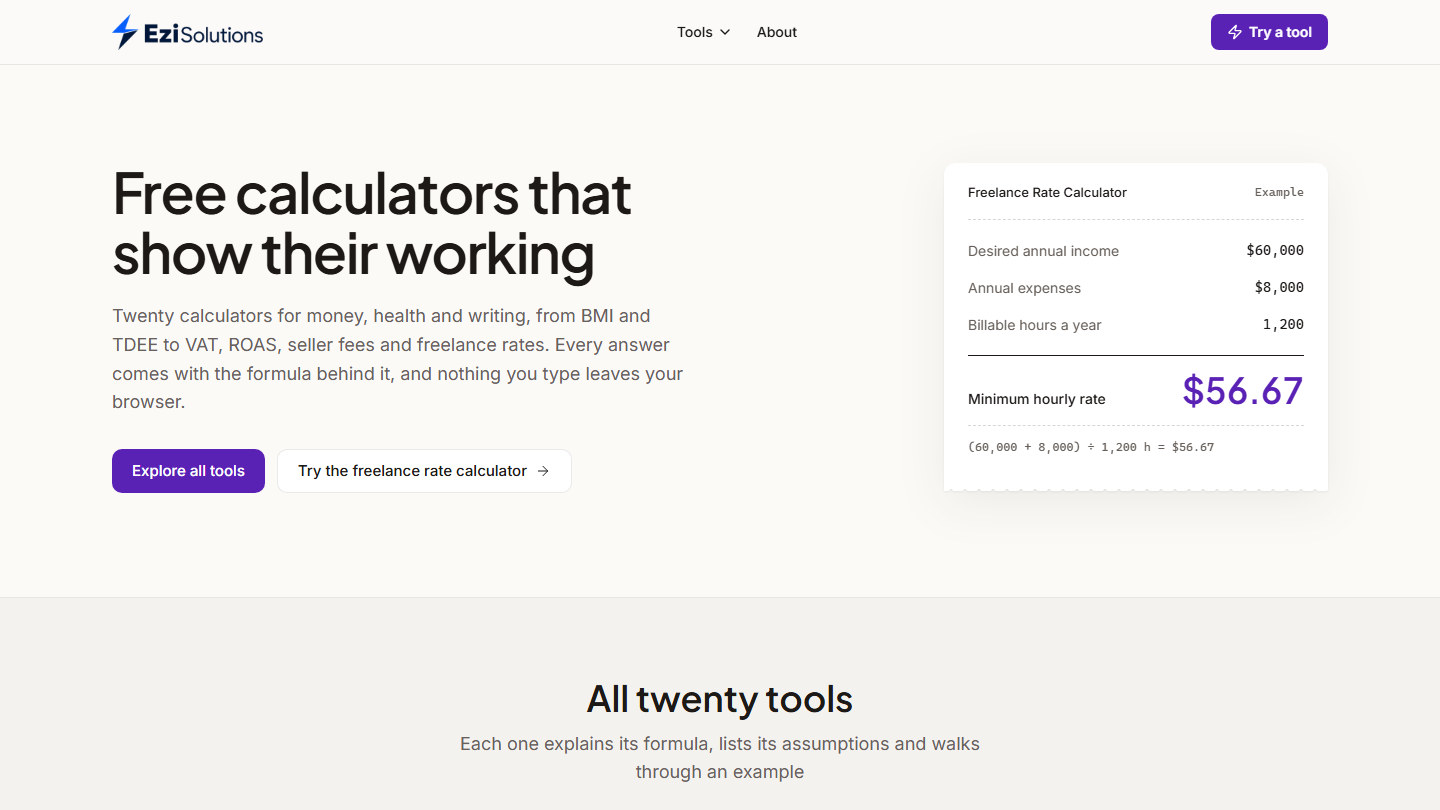 EziSolutions
Tools
About
Try a tool
Free calculators that
show their working
Twenty calculators for money, health and writing, from BMI and
TDEE to VAT, ROAS, seller fees and freelance rates. Every answer
comes with the formula behind it, and nothing you type leaves your
browser.
Explore all tools
Try the freelance rate calculator
Freelance Rate Calculator Example
Desired annual income $60,000
Annual expenses $8,000
Billable hours a year 1,200
Minimum hourly rate $56.67
(60,000 + 8,000) ÷ 1,200 h = $56.67
All twenty tools
Each one explains its formula, lists its assumptions and walks
through an example